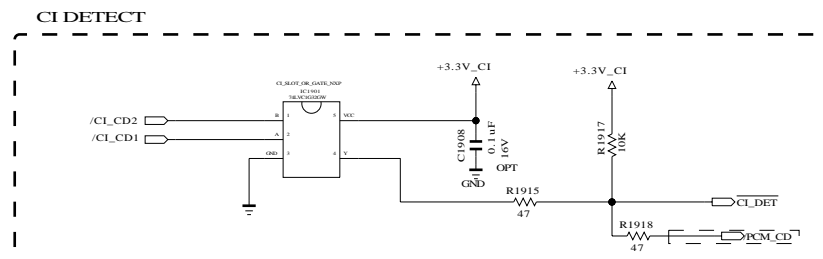 CI DETECT
+3.3V_CI
+3.3V_CI
CI_SLOT_OR_GATE_NXP
IC1901
74LVC1G32GW
/CI_CD2
B
1
5
VCC
/CI_CD1
A
2
GND
3
4
Y
C1908
0.1uF
16V
OPT
GND
R1917
10K
R1915
47
CI_DET
R1918
47
/PCM_CD